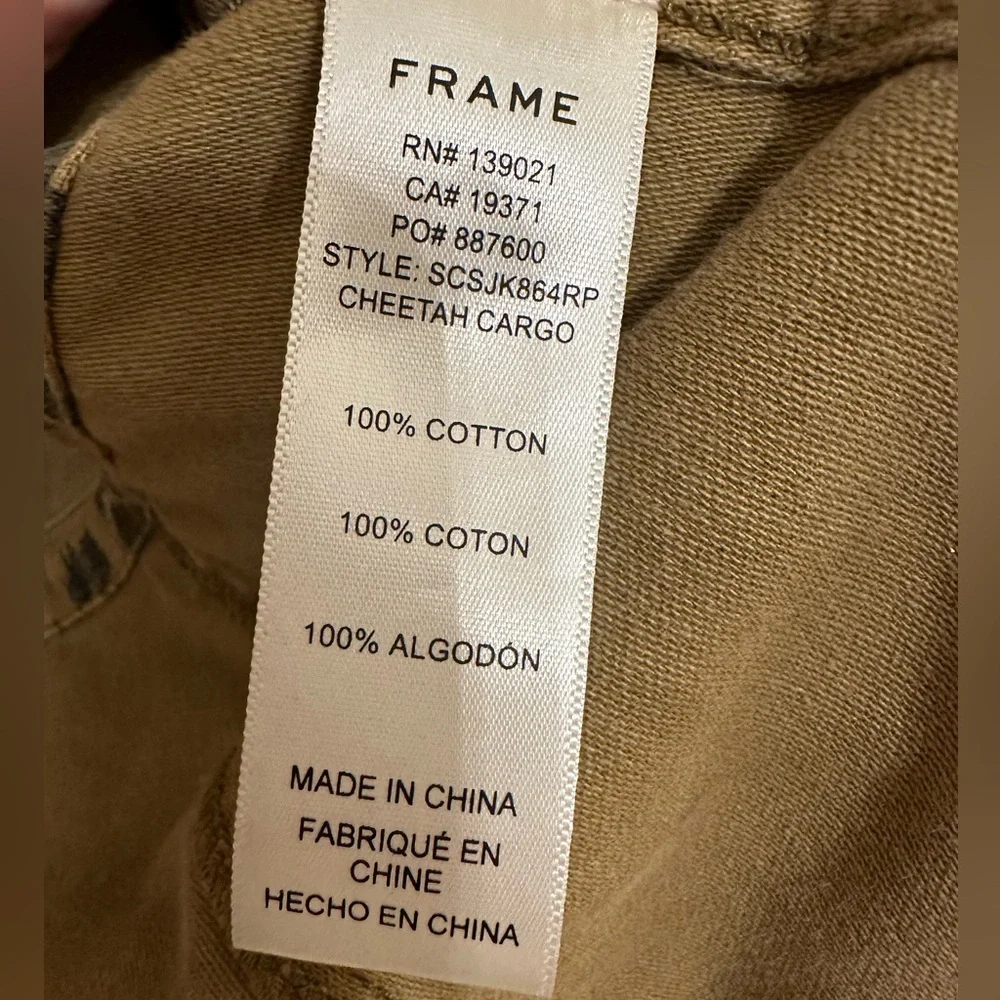 FRAME
RN# 139021
CA# 19371
PO# 887600
STYLE: SCSJK864RP
CHEETAH CARGO
100% COTTON
100% COTON
100% ALGODÓN
MADE IN CHINA
FABRIQUÉ EN
CHINE
HECHO EN CHINA